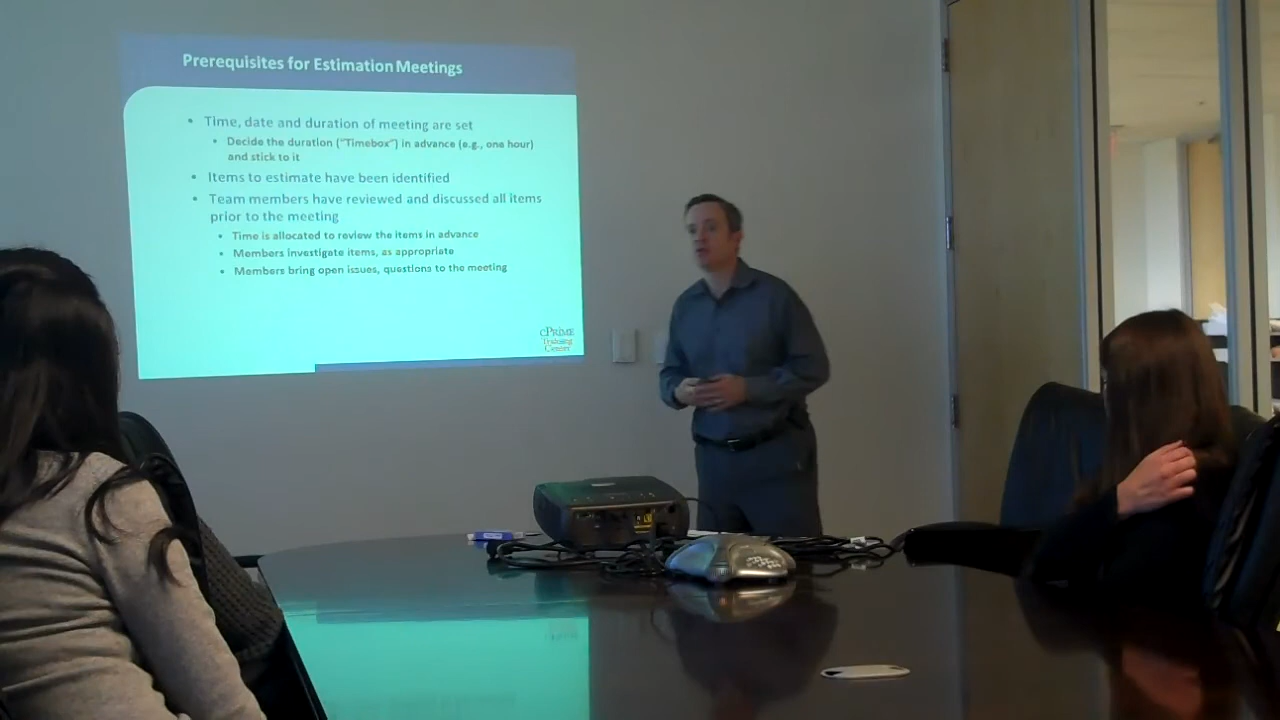 Prerequisites for Estimation Meetings
• Time, date and duration of meeting are set
• Decide the duration ("Timebox") in advance (e.g., one hour)
and stick to it
• Items to estimate have been identified
• Team members have reviewed and discussed all items
prior to the meeting
• Time is allocated to review the items in advance
• Members investigate items, as appropriate
• Members bring open issues, questions to the meeting
cPRIME
Training
Center